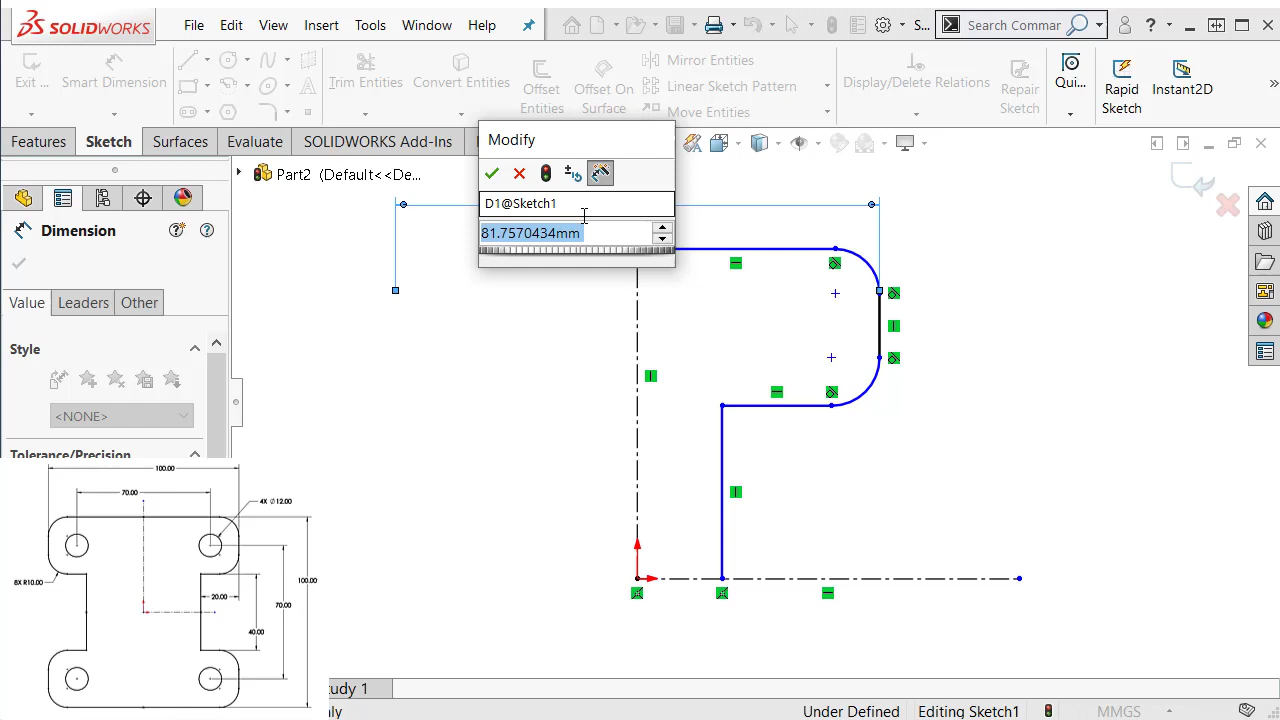 SOLIDWORKS File Edit View Insert Tools Window Help S... Search Commar ?
Exit ... Smart Dimension Trim Entities Convert Entities Offset Entities Offset On Surface Mirror Entities Linear Sketch Pattern Move Entities Display/Delete Relations Repair Sketch Qui... Rapid Sketch Instant2D
Features Sketch Surfaces Evaluate SOLIDWORKS Add-Ins
Modify
Part2 (Default<<De...
D1@Sketch1
81.7570434mm
Dimension
Value Leaders Other
Style
<NONE>
Tolerance/Precision
100.00
70.00
4X Ø12.00
8X R10.00
100.00
20.00
70.00
40.00
tudy 1
ly Under Defined Editing Sketch1 MMGS